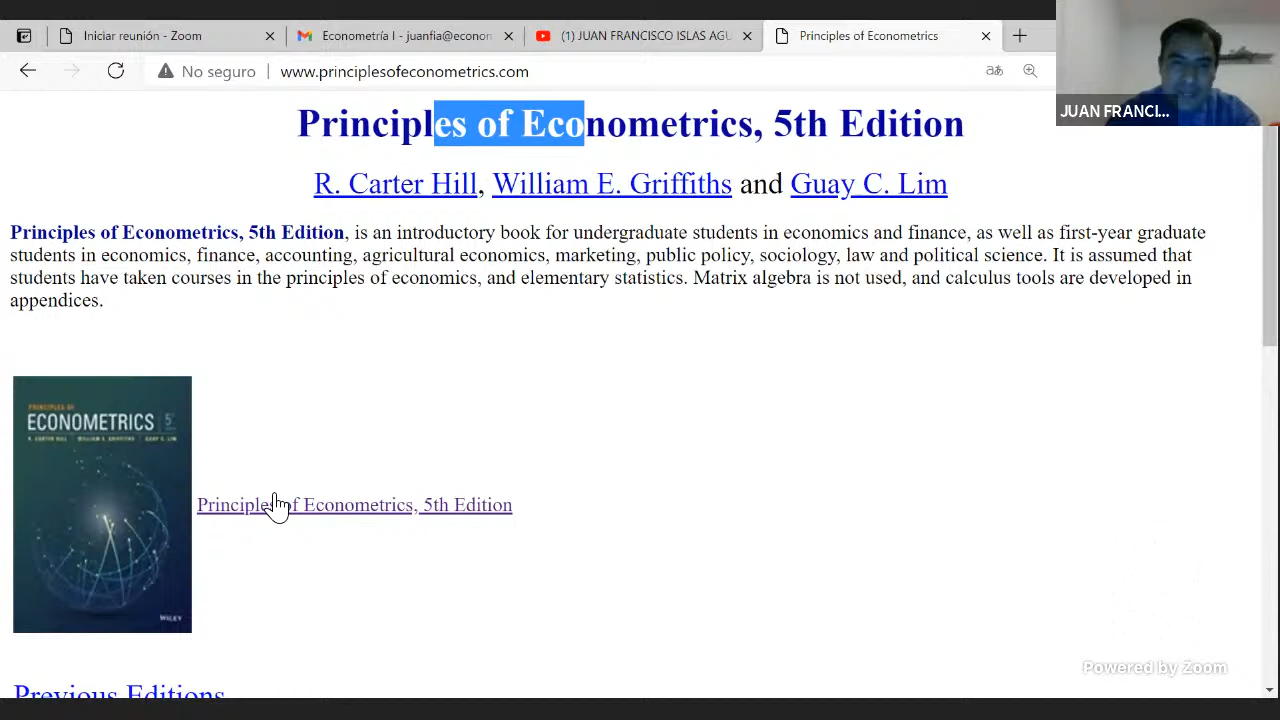 Iniciar reunión - Zoom
Econometría I - juanfia@econon
(1) JUAN FRANCISCO ISLAS AGU
Principles of Econometrics
No seguro
www.principlesofeconometrics.com
JUAN FRANCI...
Principles of Econometrics, 5th Edition
R. Carter Hill, William E. Griffiths and Guay C. Lim
Principles of Econometrics, 5th Edition, is an introductory book for undergraduate students in economics and finance, as well as first-year graduate
students in economics, finance, accounting, agricultural economics, marketing, public policy, sociology, law and political science. It is assumed that
students have taken courses in the principles of economics, and elementary statistics. Matrix algebra is not used, and calculus tools are developed in
appendices.
PRINCIPLES OF
ECONOMETRICS 5
R. CARTER HILL WILLIAM E. GRIFFITHS GUAY C. LIM
WILEY
Principles of Econometrics, 5th Edition
Previous Editions
Powered by Zoom